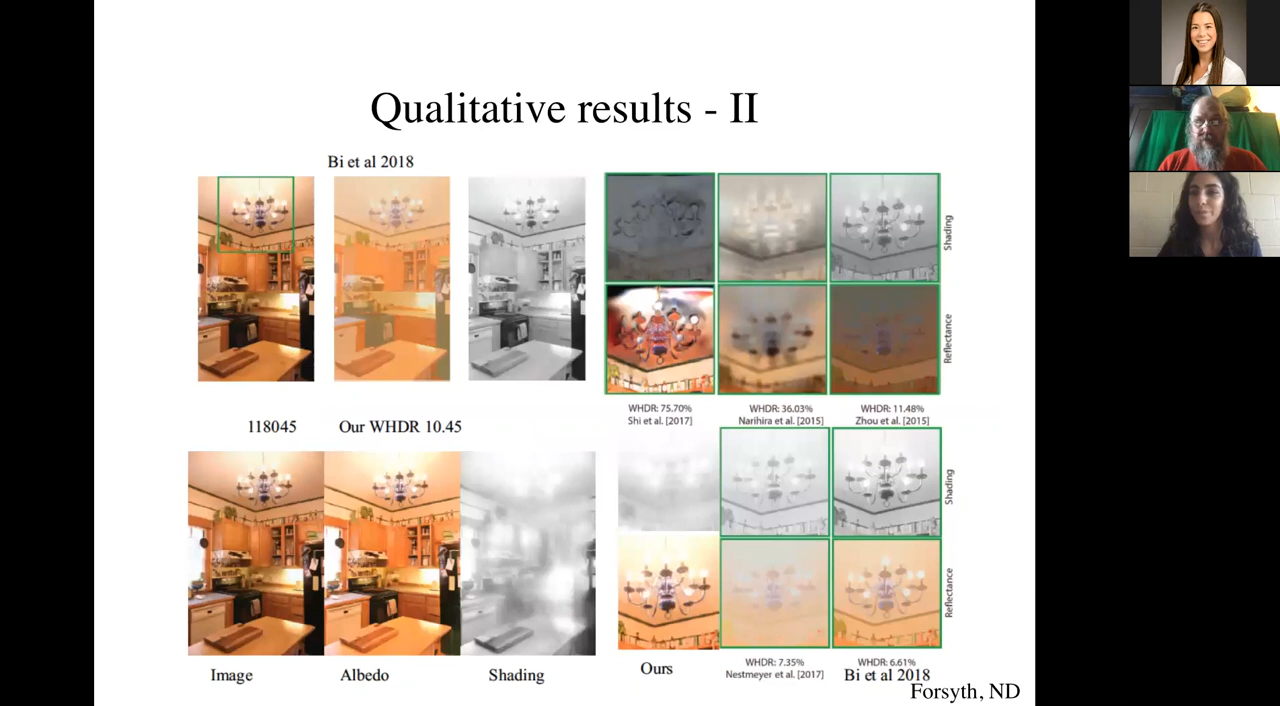 Qualitative results - II
Bi et al 2018
Shading
Reflectance
WHDR: 75.70%
Shi et al. [2017]
WHDR: 36.03%
Narihira et al. [2015]
WHDR: 11.48%
Zhou et al. [2015]
118045
Our WHDR 10.45
Shading
Reflectance
Image
Albedo
Shading
Ours
WHDR: 7.35%
Nestmeyer et al. [2017]
WHDR: 6.61%
Bi et al 2018
Forsyth, ND